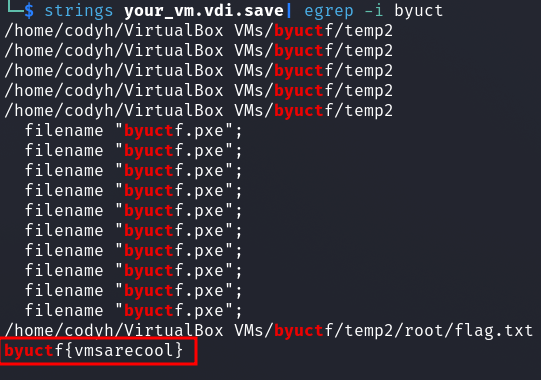 └─$ strings your_vm.vdi.save| egrep -i byuct
/home/codyh/VirtualBox VMs/byuctf/temp2
/home/codyh/VirtualBox VMs/byuctf/temp2
/home/codyh/VirtualBox VMs/byuctf/temp2
/home/codyh/VirtualBox VMs/byuctf/temp2
/home/codyh/VirtualBox VMs/byuctf/temp2
  filename "byuctf.pxe";
  filename "byuctf.pxe";
  filename "byuctf.pxe";
  filename "byuctf.pxe";
  filename "byuctf.pxe";
  filename "byuctf.pxe";
  filename "byuctf.pxe";
  filename "byuctf.pxe";
  filename "byuctf.pxe";
  filename "byuctf.pxe";
/home/codyh/VirtualBox VMs/byuctf/temp2/root/flag.txt
byuctf{vmsarecool}